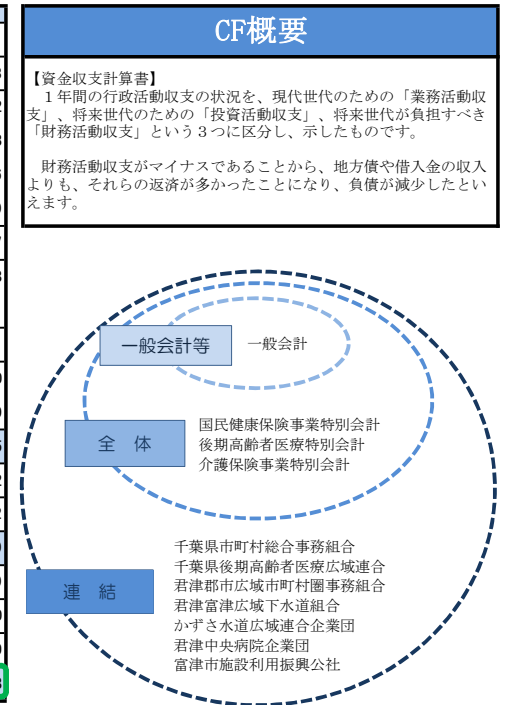 CF概要
【資金収支計算書】
　１年間の行政活動収支の状況を、現代世代のための「業務活動収
支」、将来世代のための「投資活動収支」、将来世代が負担すべき
「財務活動収支」という３つに区分し、示したものです。
　財務活動収支がマイナスであることから、地方債や借入金の収入
よりも、それらの返済が多かったことになり、負債が減少したとい
えます。
一般会計等
一般会計
全　体
国民健康保険事業特別会計
後期高齢者医療特別会計
介護保険事業特別会計
連　結
千葉県市町村総合事務組合
千葉県後期高齢者医療広域連合
君津郡市広域市町村圏事務組合
君津富津広域下水道組合
かずさ水道広域連合企業団
君津中央病院企業団
富津市施設利用振興公社